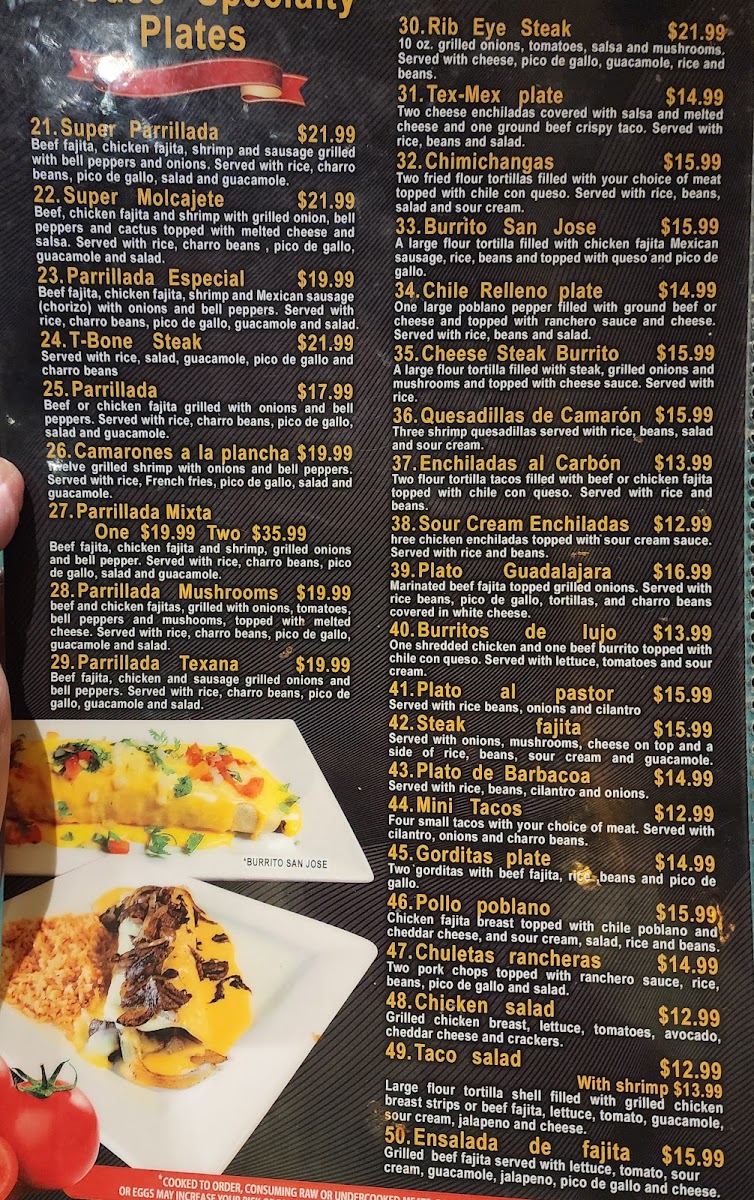 House Specialty
Plates
21.Super Parrillada $21.99
Beef fajita, chicken fajita, shrimp and sausage grilled
with bell peppers and onions. Served with rice, charro
beans, pico de gallo, salad and guacamole.
22.Super Molcajete $21.99
Beef, chicken fajita and shrimp with grilled onion, bell
peppers and cactus topped with melted cheese and
salsa. Served with rice, charro beans , pico de gallo,
guacamole and salad.
23.Parrillada Especial $19.99
Beef fajita, chicken fajita, shrimp and Mexican sausage
(chorizo) with onions and bell peppers. Served with
rice, charro beans, pico de gallo, guacamole and salad.
24.T-Bone Steak $21.99
Served with rice, salad, guacamole, pico de gallo and
charro beans
25.Parrillada $17.99
Beef or chicken fajita grilled with onions and bell
peppers. Served with rice, charro beans, pico de gallo,
salad and guacamole.
26.Camarones a la plancha $19.99
Twelve grilled shrimp with onions and bell peppers.
Served with rice, French fries, pico de gallo, salad and
guacamole.
27.Parrillada Mixta
One $19.99 Two $35.99
Beef fajita, chicken fajita and shrimp, grilled onions
and bell pepper. Served with rice, charro beans, pico
de gallo, salad and guacamole.
28.Parrillada Mushrooms $19.99
beef and chicken fajitas, grilled with onions, tomatoes,
bell peppers and mushooms, topped with melted
cheese. Served with rice, charro beans, pico de gallo,
guacamole and salad.
29.Parrillada Texana $19.99
Beef fajita, chicken and sausage grilled onions and
bell peppers. Served with rice, charro beans, pico de
gallo, guacamole and salad.
*BURRITO SAN JOSE
30.Rib Eye Steak $21.99
10 oz. grilled onions, tomatoes, salsa and mushrooms.
Served with cheese, pico de gallo, guacamole, rice and
beans.
31.Tex-Mex plate $14.99
Two cheese enchiladas covered with salsa and melted
cheese and one ground beef crispy taco. Served with
rice, beans and salad.
32.Chimichangas $15.99
Two fried flour tortillas filled with your choice of meat
topped with chile con queso. Served with rice, beans,
salad and sour cream.
33.Burrito San Jose $15.99
A large flour tortilla filled with chicken fajita Mexican
sausage, rice, beans and topped with queso and pico de
gallo.
34.Chile Relleno plate $14.99
One large poblano pepper filled with ground beef or
cheese and topped with ranchero sauce and cheese.
Served with rice, beans and salad.
35.Cheese Steak Burrito $15.99
A large flour tortilla filled with steak, grilled onions and
mushrooms and topped with cheese sauce. Served with
rice.
36.Quesadillas de Camarón $15.99
Three shrimp quesadillas served with rice, beans, salad
and sour cream.
37.Enchiladas al Carbón $13.99
Two flour tortilla tacos filled with beef or chicken fajita
topped with chile con queso. Served with rice and
beans.
38.Sour Cream Enchiladas $12.99
hree chicken enchiladas topped with sour cream sauce.
Served with rice and beans.
39.Plato Guadalajara $16.99
Marinated beef fajita topped grilled onions. Served with
rice beans, pico de gallo, tortillas, and charro beans
covered in white cheese.
40.Burritos de lujo $13.99
One shredded chicken and one beef burrito topped with
chile con queso. Served with lettuce, tomatoes and sour
cream.
41.Plato al pastor $15.99
Served with rice beans, onions and cilantro
42.Steak fajita $15.99
Served with onions, mushrooms, cheese on top and a
side of rice, beans, sour cream and guacamole.
43.Plato de Barbacoa $14.99
Served with rice, beans, cilantro and onions.
44.Mini Tacos $12.99
Four small tacos with your choice of meat. Served with
cilantro, onions and charro beans.
45.Gorditas plate $14.99
Two gorditas with beef fajita, rice, beans and pico de
gallo.
46.Pollo poblano $15.99
Chicken fajita breast topped with chile poblano and
cheddar cheese, and sour cream, salad, rice and beans.
47.Chuletas rancheras $14.99
Two pork chops topped with ranchero sauce, rice,
beans, pico de gallo and salad.
48.Chicken salad $12.99
Grilled chicken breast, lettuce, tomatoes, avocado,
cheddar cheese and crackers.
49.Taco salad $12.99
With shrimp $13.99
Large flour tortilla shell filled with grilled chicken
breast strips or beef fajita, lettuce, tomato, guacamole,
sour cream, jalapeno and cheese.
50.Ensalada de fajita $15.99
Grilled beef fajita served with lettuce, tomato, sour
cream, guacamole, jalapeno, pico de gallo and cheese.
*COOKED TO ORDER, CONSUMING RAW OR UNDERCOOKED
OR EGGS MAY INCREASE YOUR RISK